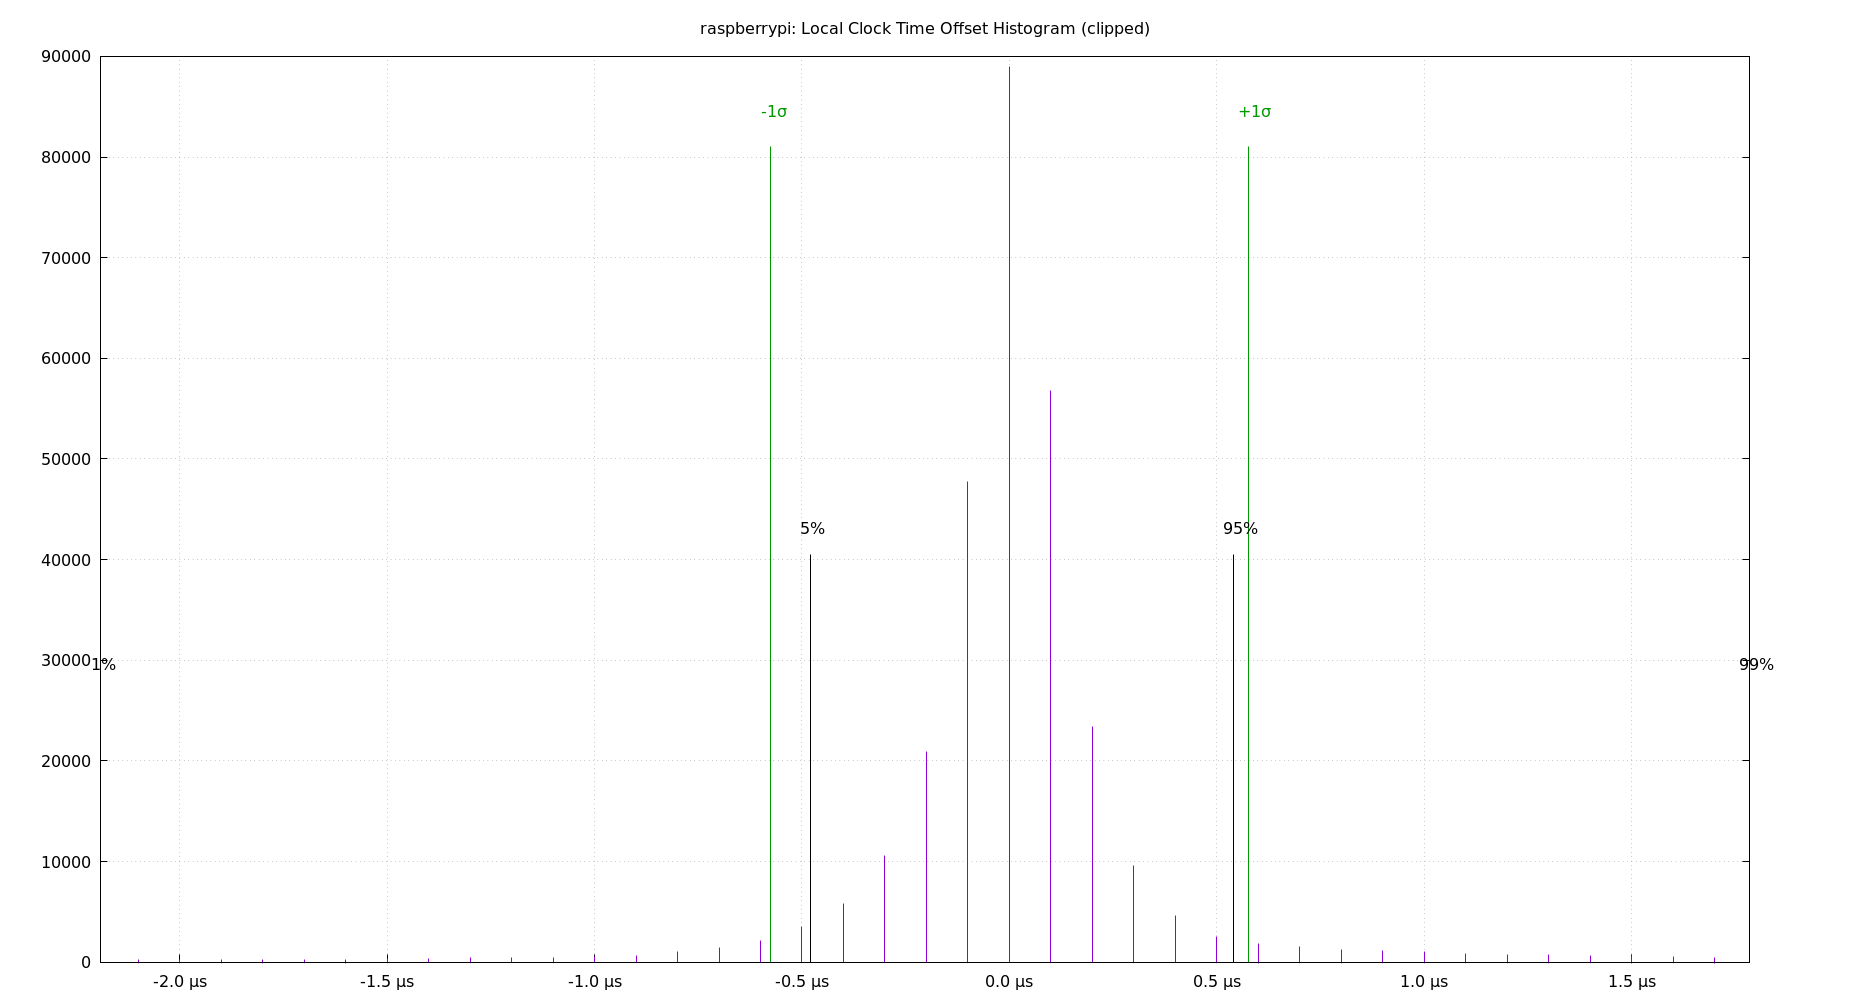 raspberrypi: Local Clock Time Offset Histogram (clipped)
90000
-1σ
+1σ
80000
70000
60000
50000
5%
95%
40000
30000
1%
99%
20000
10000
0
-2.0 µs
-1.5 µs
-1.0 µs
-0.5 µs
0.0 µs
0.5 µs
1.0 µs
1.5 µs